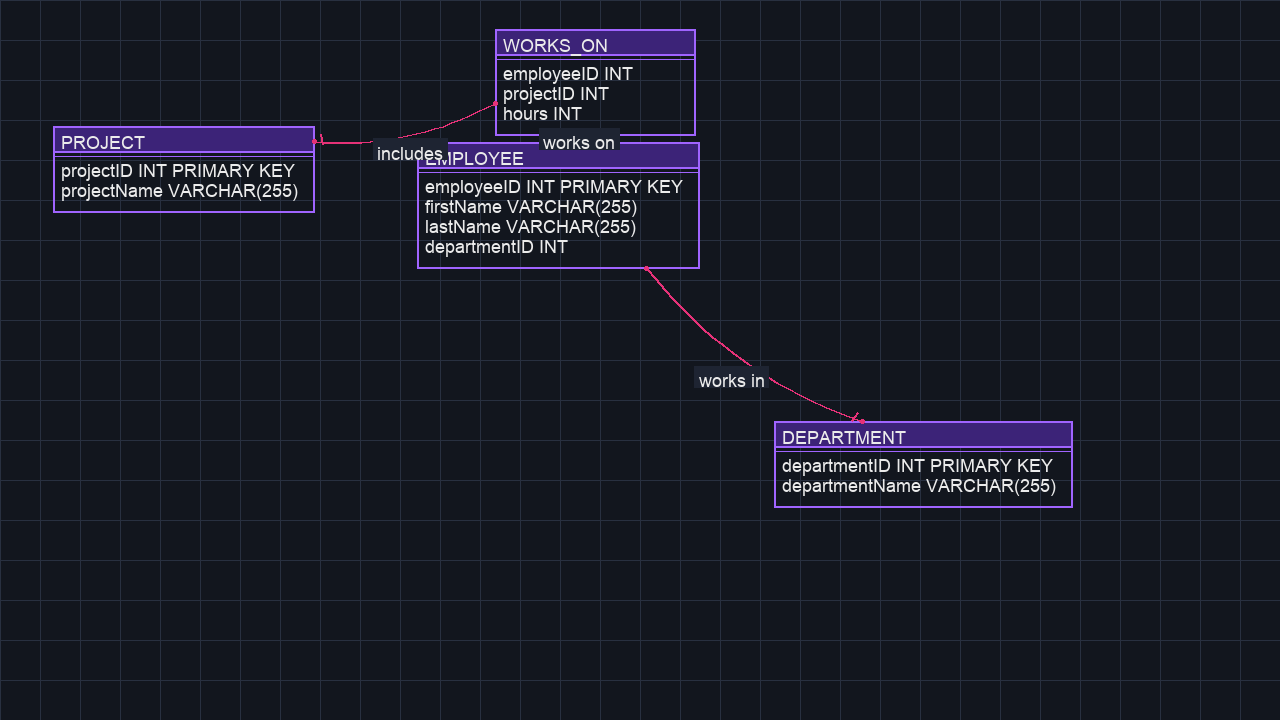 WORKS_ON
employeeID INT
projectID INT
hours INT
works on
PROJECT
projectID INT PRIMARY KEY
projectName VARCHAR(255)
includes
EMPLOYEE
employeeID INT PRIMARY KEY
firstName VARCHAR(255)
lastName VARCHAR(255)
departmentID INT
works in
DEPARTMENT
departmentID INT PRIMARY KEY
departmentName VARCHAR(255)